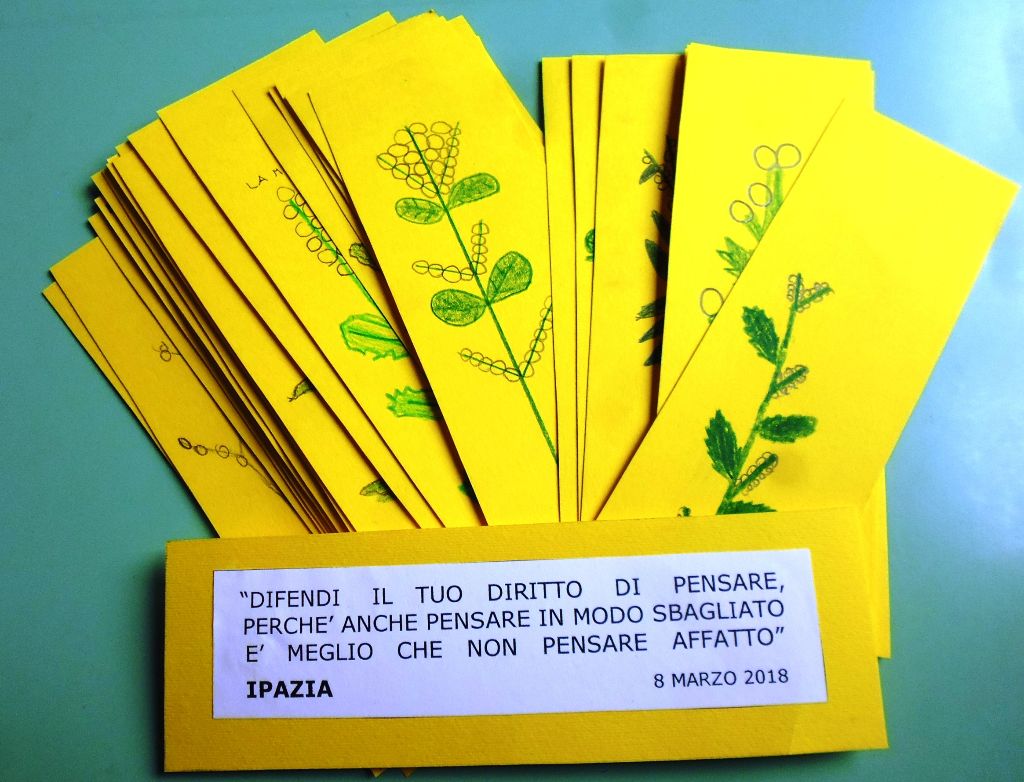 LA
“DIFENDI IL TUO DIRITTO DI PENSARE,
PERCHE’ ANCHE PENSARE IN MODO SBAGLIATO
E’ MEGLIO CHE NON PENSARE AFFATTO”
IPAZIA
8 MARZO 2018